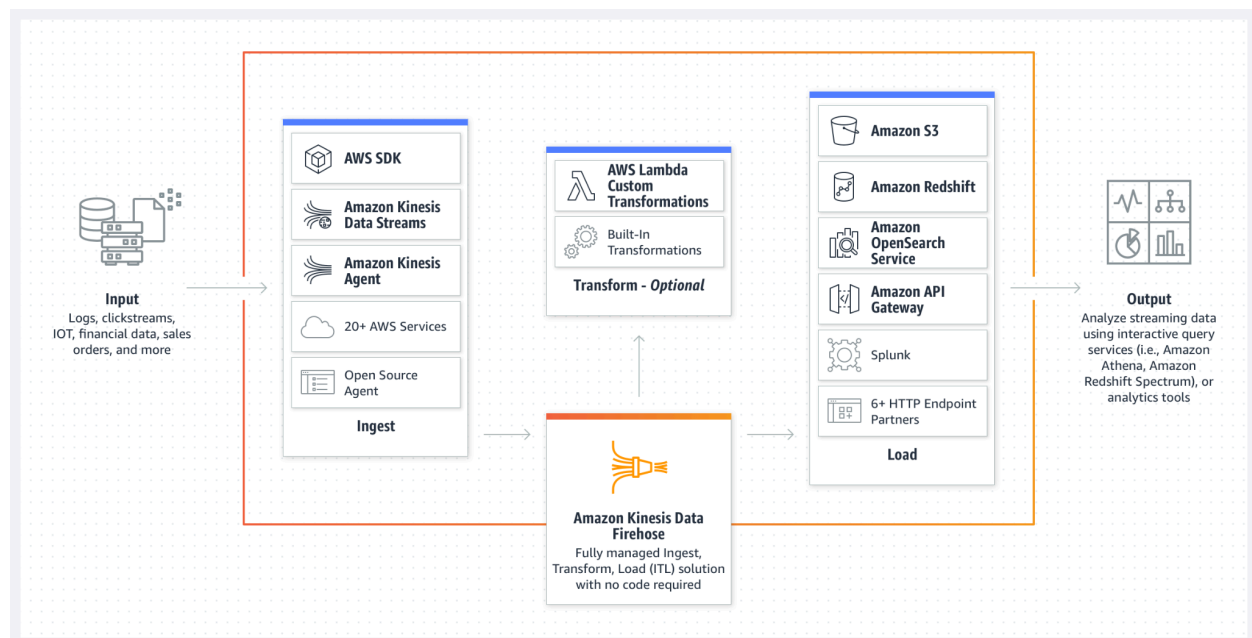 Input
Logs, clickstreams,
IOT, financial data, sales
orders, and more
AWS SDK
Amazon Kinesis
Data Streams
Amazon Kinesis
Agent
20+ AWS Services
Open Source
Agent
Ingest
AWS Lambda
Custom
Transformations
Built-In
Transformations
Transform - Optional
Amazon Kinesis Data
Firehose
Fully managed Ingest,
Transform, Load (ITL) solution
with no code required
Amazon S3
Amazon Redshift
Amazon
OpenSearch
Service
Amazon API
Gateway
Splunk
6+ HTTP Endpoint
Partners
Load
Output
Analyze streaming data
using interactive query
services (i.e., Amazon
Athena, Amazon
Redshift Spectrum), or
analytics tools